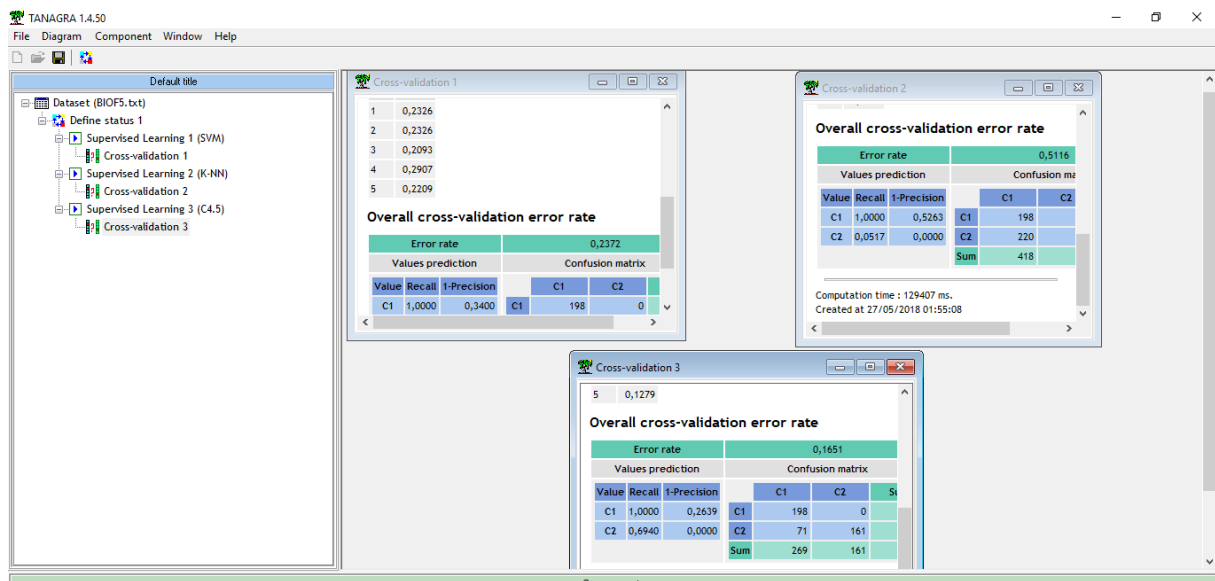 TANAGRA 1.4.50
File Diagram Component Window Help
Default title
Dataset (BIOF5.txt)
Define status 1
Supervised Learning 1 (SVM)
Cross-validation 1
Supervised Learning 2 (K-NN)
Cross-validation 2
Supervised Learning 3 (C4.5)
Cross-validation 3
Cross-validation 1
1 0,2326
2 0,2326
3 0,2093
4 0,2907
5 0,2209
Overall cross-validation error rate
Error rate 0,2372
Values prediction Confusion matrix
Value Recall 1-Precision C1 C2
C1 1,0000 0,3400 C1 198 0
Cross-validation 2
Overall cross-validation error rate
Error rate 0,5116
Values prediction Confusion ma
Value Recall 1-Precision C1 C2
C1 1,0000 0,5263 C1 198
C2 0,0517 0,0000 C2 220
Sum 418
Computation time : 129407 ms.
Created at 27/05/2018 01:55:08
Cross-validation 3
5 0,1279
Overall cross-validation error rate
Error rate 0,1651
Values prediction Confusion matrix
Value Recall 1-Precision C1 C2
C1 1,0000 0,2639 C1 198 0
C2 0,6940 0,0000 C2 71 161
Sum 269 161